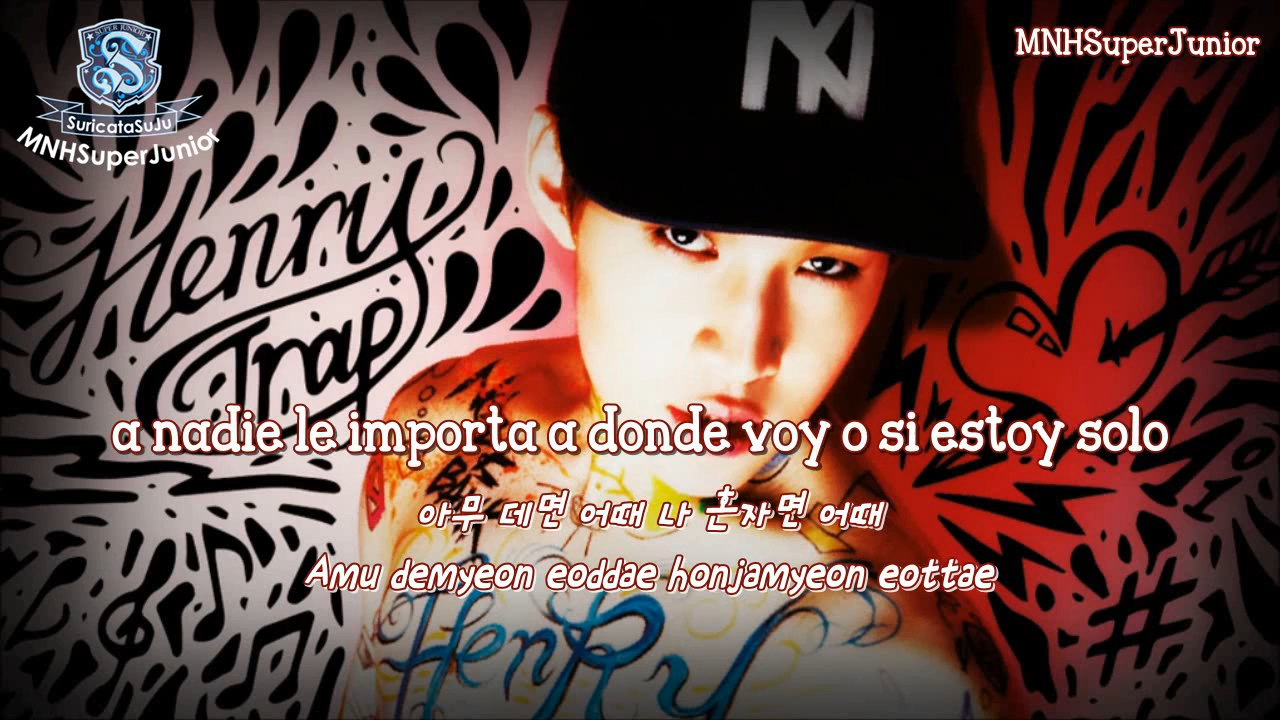 SUPER JUNIOR
S
SuricataSuJu
MNHSuperJunior
MNHSuperJunior
NY
Henry
Trap
a nadie le importa a donde voy o si estoy solo
아무 데면 어때 나 혼자면 어때
Amu demyeon eoddae honjamyeon eottae
HenRy
#